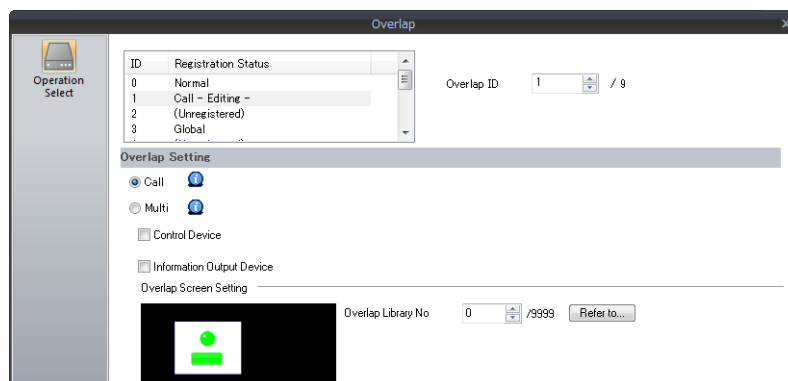 Overlap
Operation
Select
ID Registration Status
0 Normal
1 Call - Editing -
2 (Unregistered)
3 Global
Overlap ID 1 / 9
Overlap Setting
Call
Multi
Control Device
Information Output Device
Overlap Screen Setting
Overlap Library No 0 /9999 Refer to...